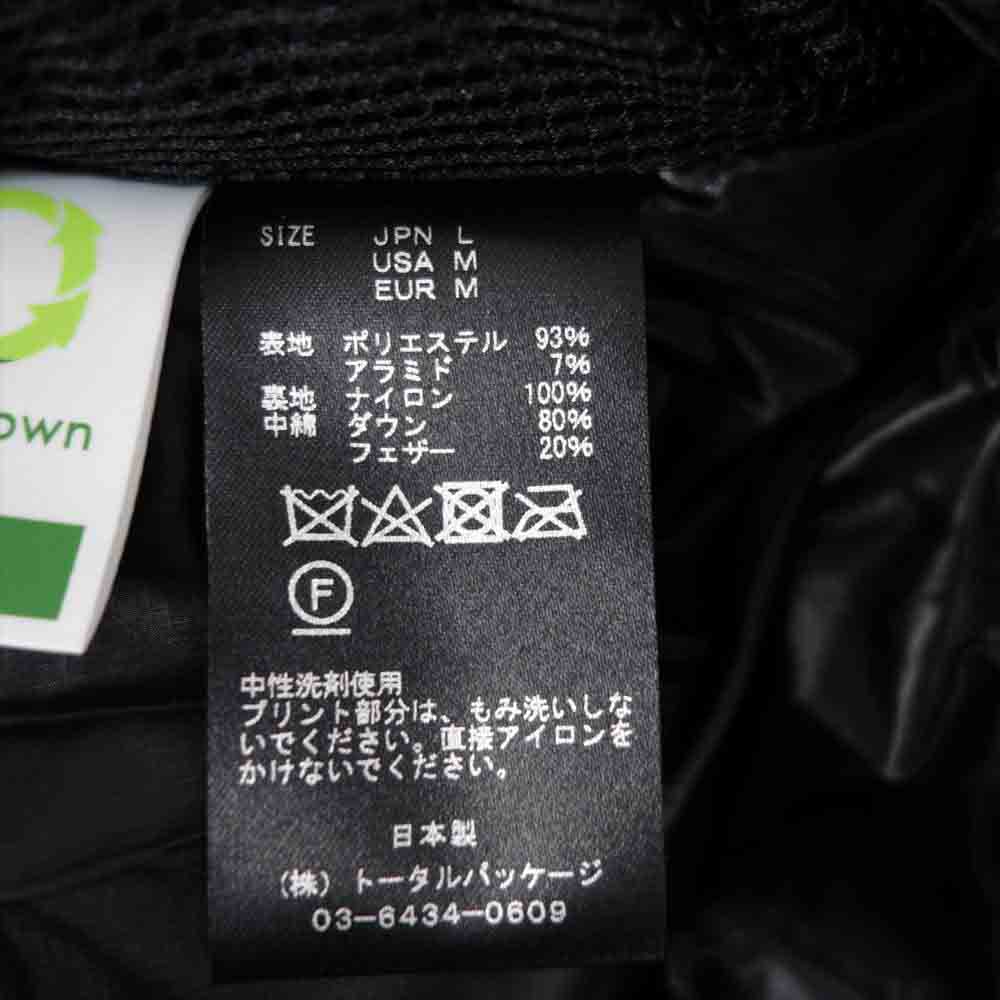 own
SIZE JPN L
USA M
EUR M
表地 ポリエステル 93%
アラミド 7%
裏地 ナイロン 100%
中綿 ダウン 80%
フェザー 20%
F
中性洗剤使用
プリント部分は、もみ洗いしな
いでください。直接アイロンを
かけないでください。
日本製
(株) トータルパッケージ
03-6434-0609